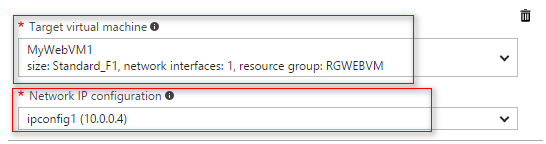 * Target virtual machine
MyWebVM1
size: Standard_F1, network interfaces: 1, resource group: RGWEBVM
* Network IP configuration
ipconfig1 (10.0.0.4)